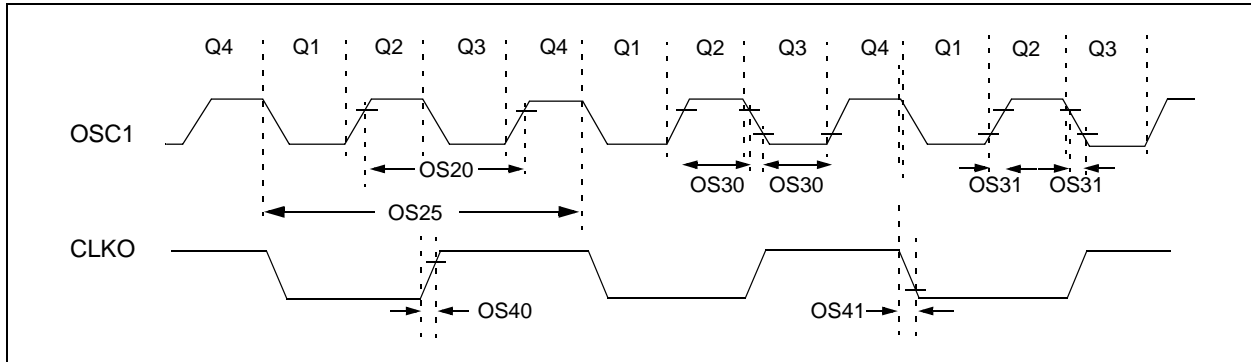 Q4 Q1 Q2 Q3 Q4 Q1 Q2 Q3 Q4 Q1 Q2 Q3
OSC1
OS20 OS30 OS30 OS31 OS31
OS25
CLKO
OS40 OS41